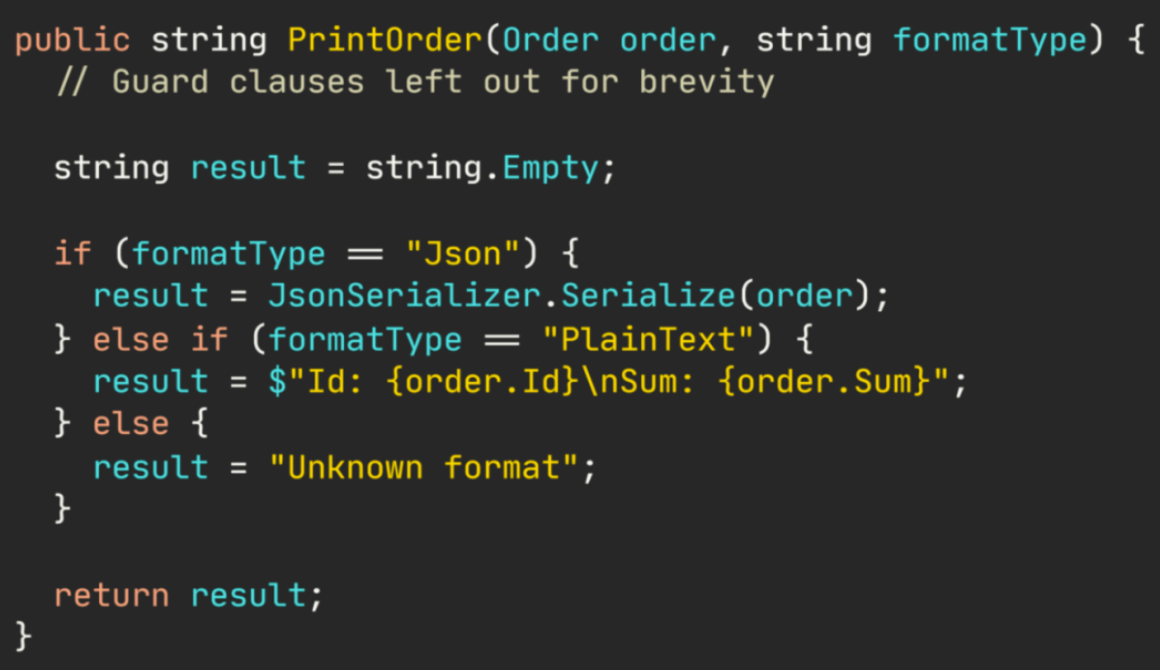 public string PrintOrder(Order order, string formatType) {
// Guard clauses left out for brevity
string result = string.Empty;
if (formatType == "Json") {
result = JsonSerializer.Serialize(order);
} else if (formatType == "PlainText") {
result = $"Id: {order.Id}\nSum: {order.Sum}";
} else {
result = "Unknown format";
}
return result;
}